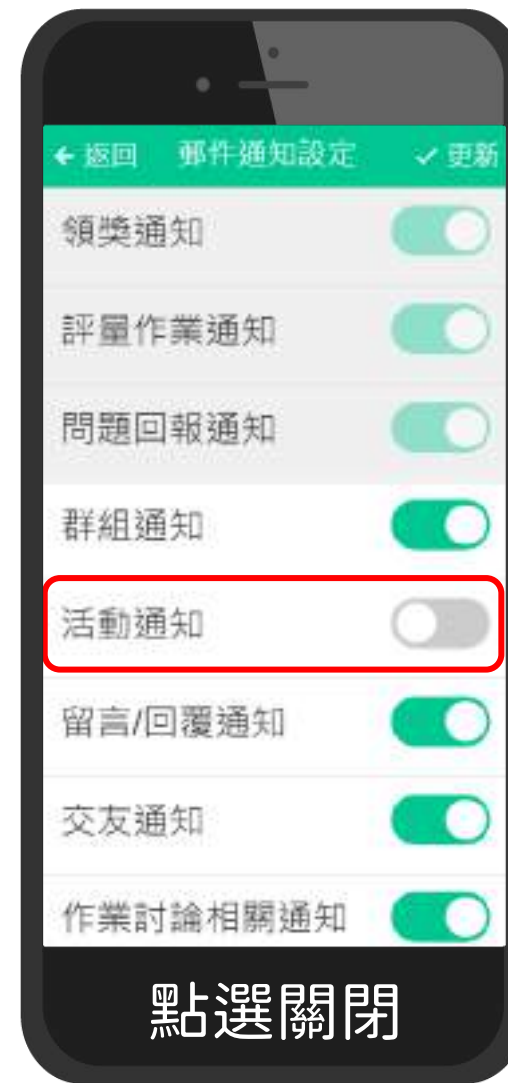 ← 返回 郵件通知設定 ✓ 更新
領獎通知
評量作業通知
問題回報通知
群組通知
活動通知
留言/回覆通知
交友通知
作業討論相關通知
點選關閉